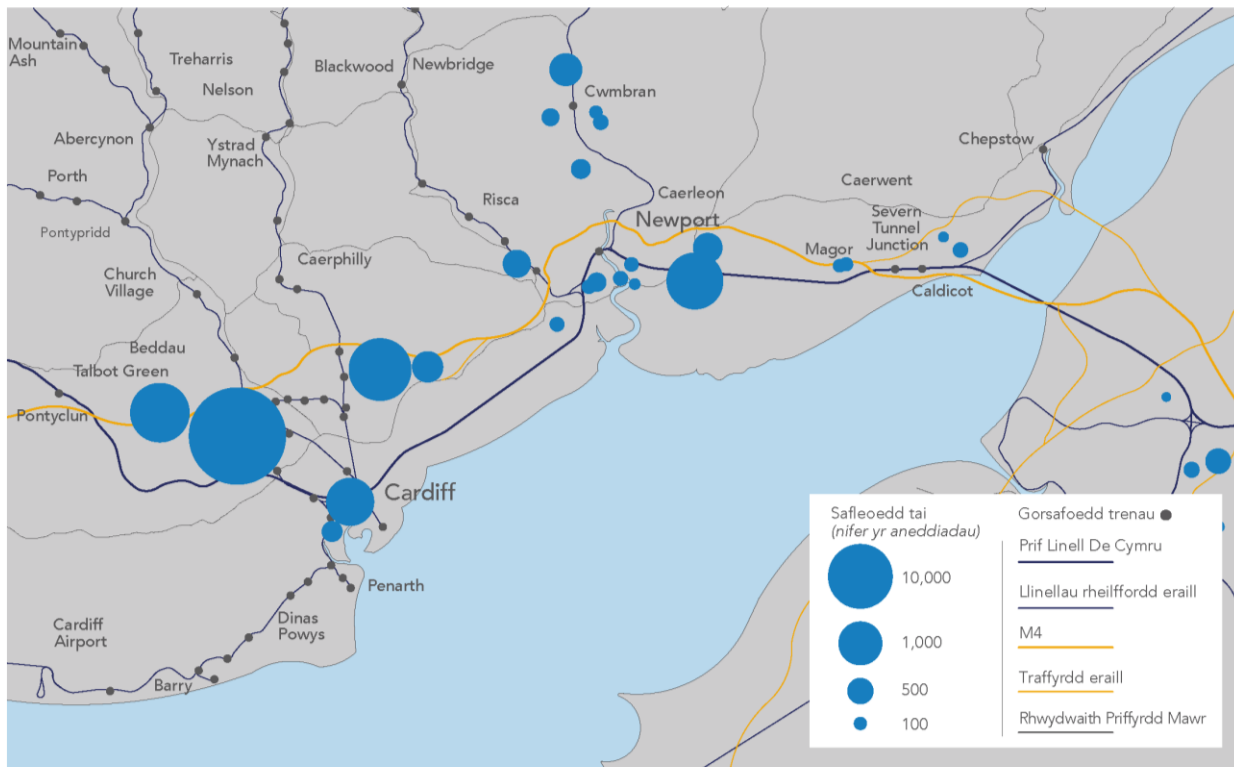 Mountain
Ash
Treharris
Nelson
Blackwood
Newbridge
Cwmbran
Abercynon
Ystrad
Mynach
Chepstow
Porth
Risca
Caerleon
Caerwent
Newport
Severn
Tunnel
Junction
Pontypridd
Magor
Church
Village
Caerphilly
Caldicot
Beddau
Talbot Green
Pontyclun
Cardiff
Penarth
Dinas
Powys
Cardiff
Airport
Barry
Safleoedd tai
(nifer yr aneddiadau)
10,000
1,000
500
100
Gorsafoedd trenau
Prif Linell De Cymru
Llinellau rheilffordd eraill
M4
Traffyrdd eraill
Rhwydwaith Priffyrdd Mawr